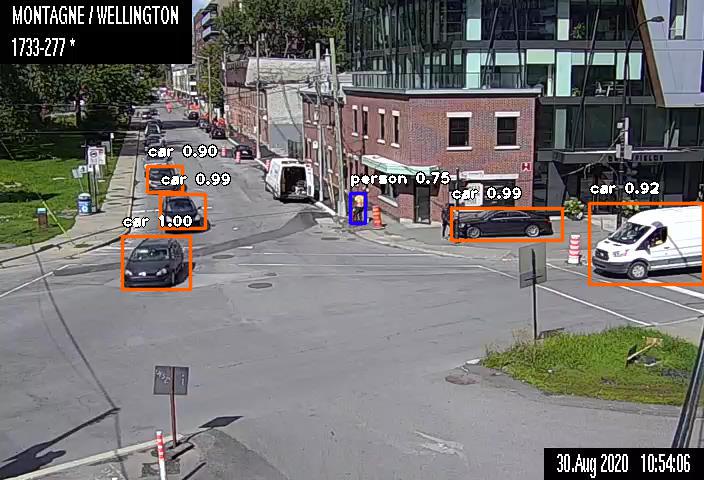 MONTAGNE / WELLINGTON
1733-277 *
car 0.90
car 0.99
person 0.75
car 0.99
car 0.92
car 1.00
30.Aug 2020 10:54:06